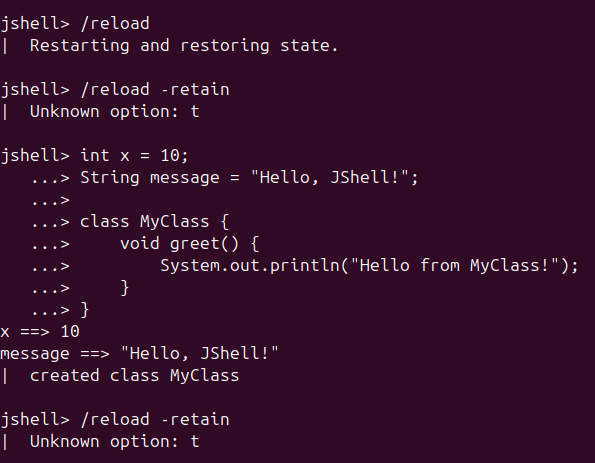 jshell> /reload
|  Restarting and restoring state.

jshell> /reload -retain
|  Unknown option: t

jshell> int x = 10;
   ...> String message = "Hello, JShell!";
   ...>
   ...> class MyClass {
   ...>     void greet() {
   ...>         System.out.println("Hello from MyClass!");
   ...>     }
   ...> }
x ==> 10
message ==> "Hello, JShell!"
|  created class MyClass

jshell> /reload -retain
|  Unknown option: t